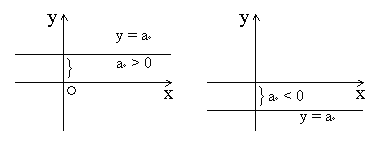 y
y = a₀
a₀ > 0
O
x
y
x
a₀ < 0
y = a₀